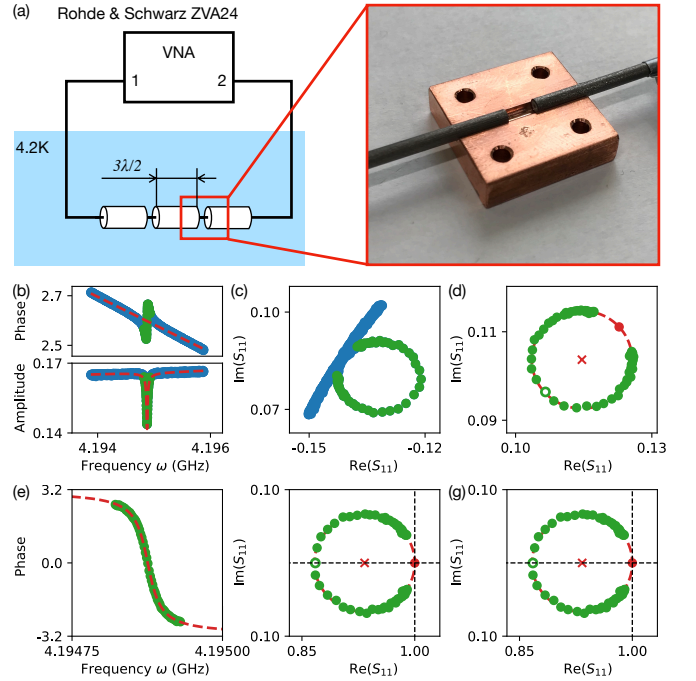 (a)
Rohde & Schwarz ZVA24
VNA
1
2
4.2K
3λ/2
(b)
2.7
2.5
Phase
0.17
0.14
Amplitude
4.194
4.196
Frequency ω (GHz)
(c)
0.10
0.07
Im(S11)
-0.15
-0.12
Re(S11)
(d)
0.11
0.09
Im(S11)
0.10
0.13
Re(S11)
(e)
3.2
0.0
-3.2
Phase
4.19475
4.19500
Frequency ω (GHz)
0.10
0.10
Im(S11)
0.85
1.00
Re(S11)
(g)
0.10
0.10
Im(S11)
0.85
1.00
Re(S11)